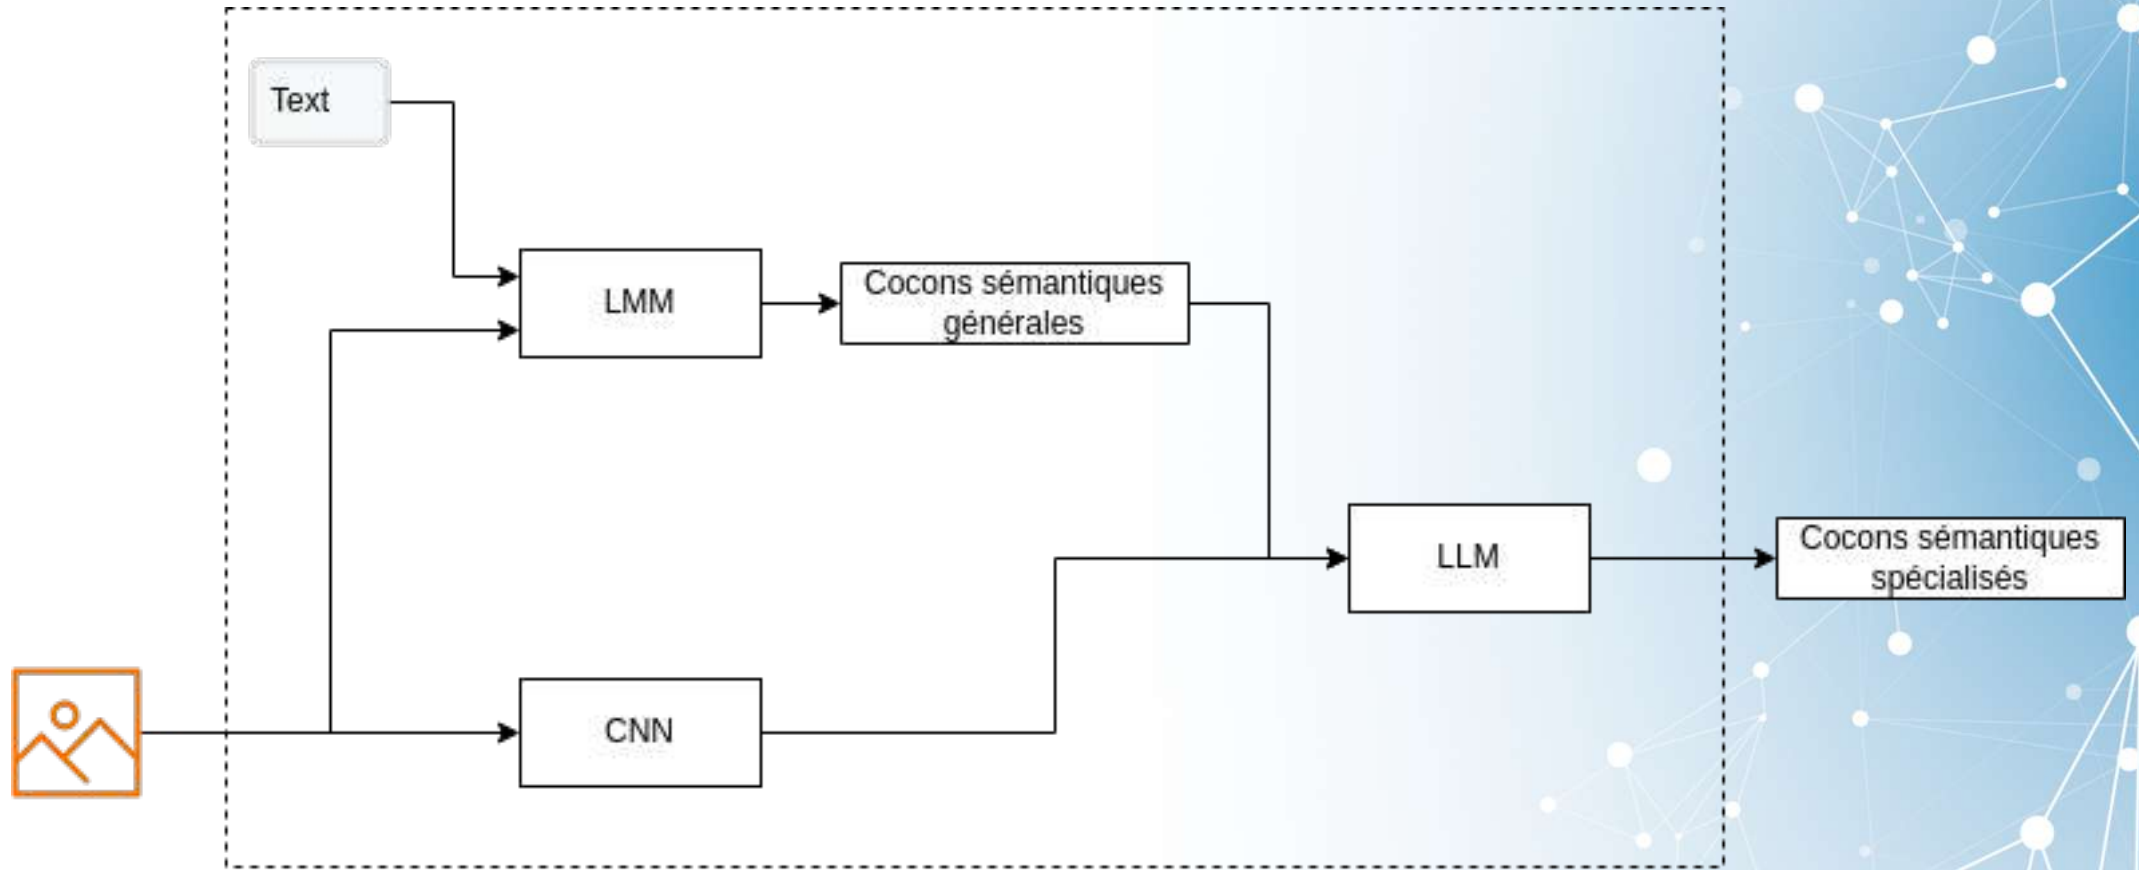 Text
LMM
Cocons sémantiques
générales
LLM
Cocons sémantiques
spécialisés
CNN